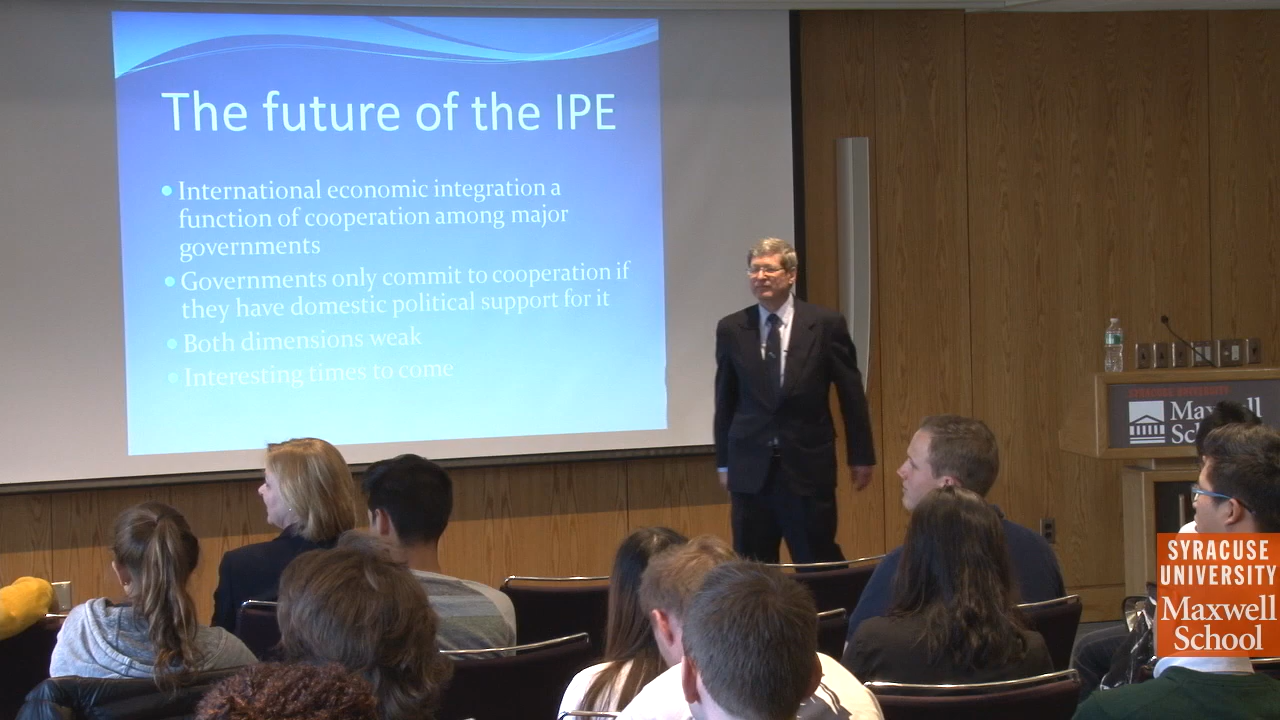 The future of the IPE
• International economic integration a
function of cooperation among major
governments
• Governments only commit to cooperation if
they have domestic political support for it
• Both dimensions weak
• Interesting times to come
SYRACUSE UNIVERSITY
Maxwell
SYRACUSE
UNIVERSITY
Maxwell
School